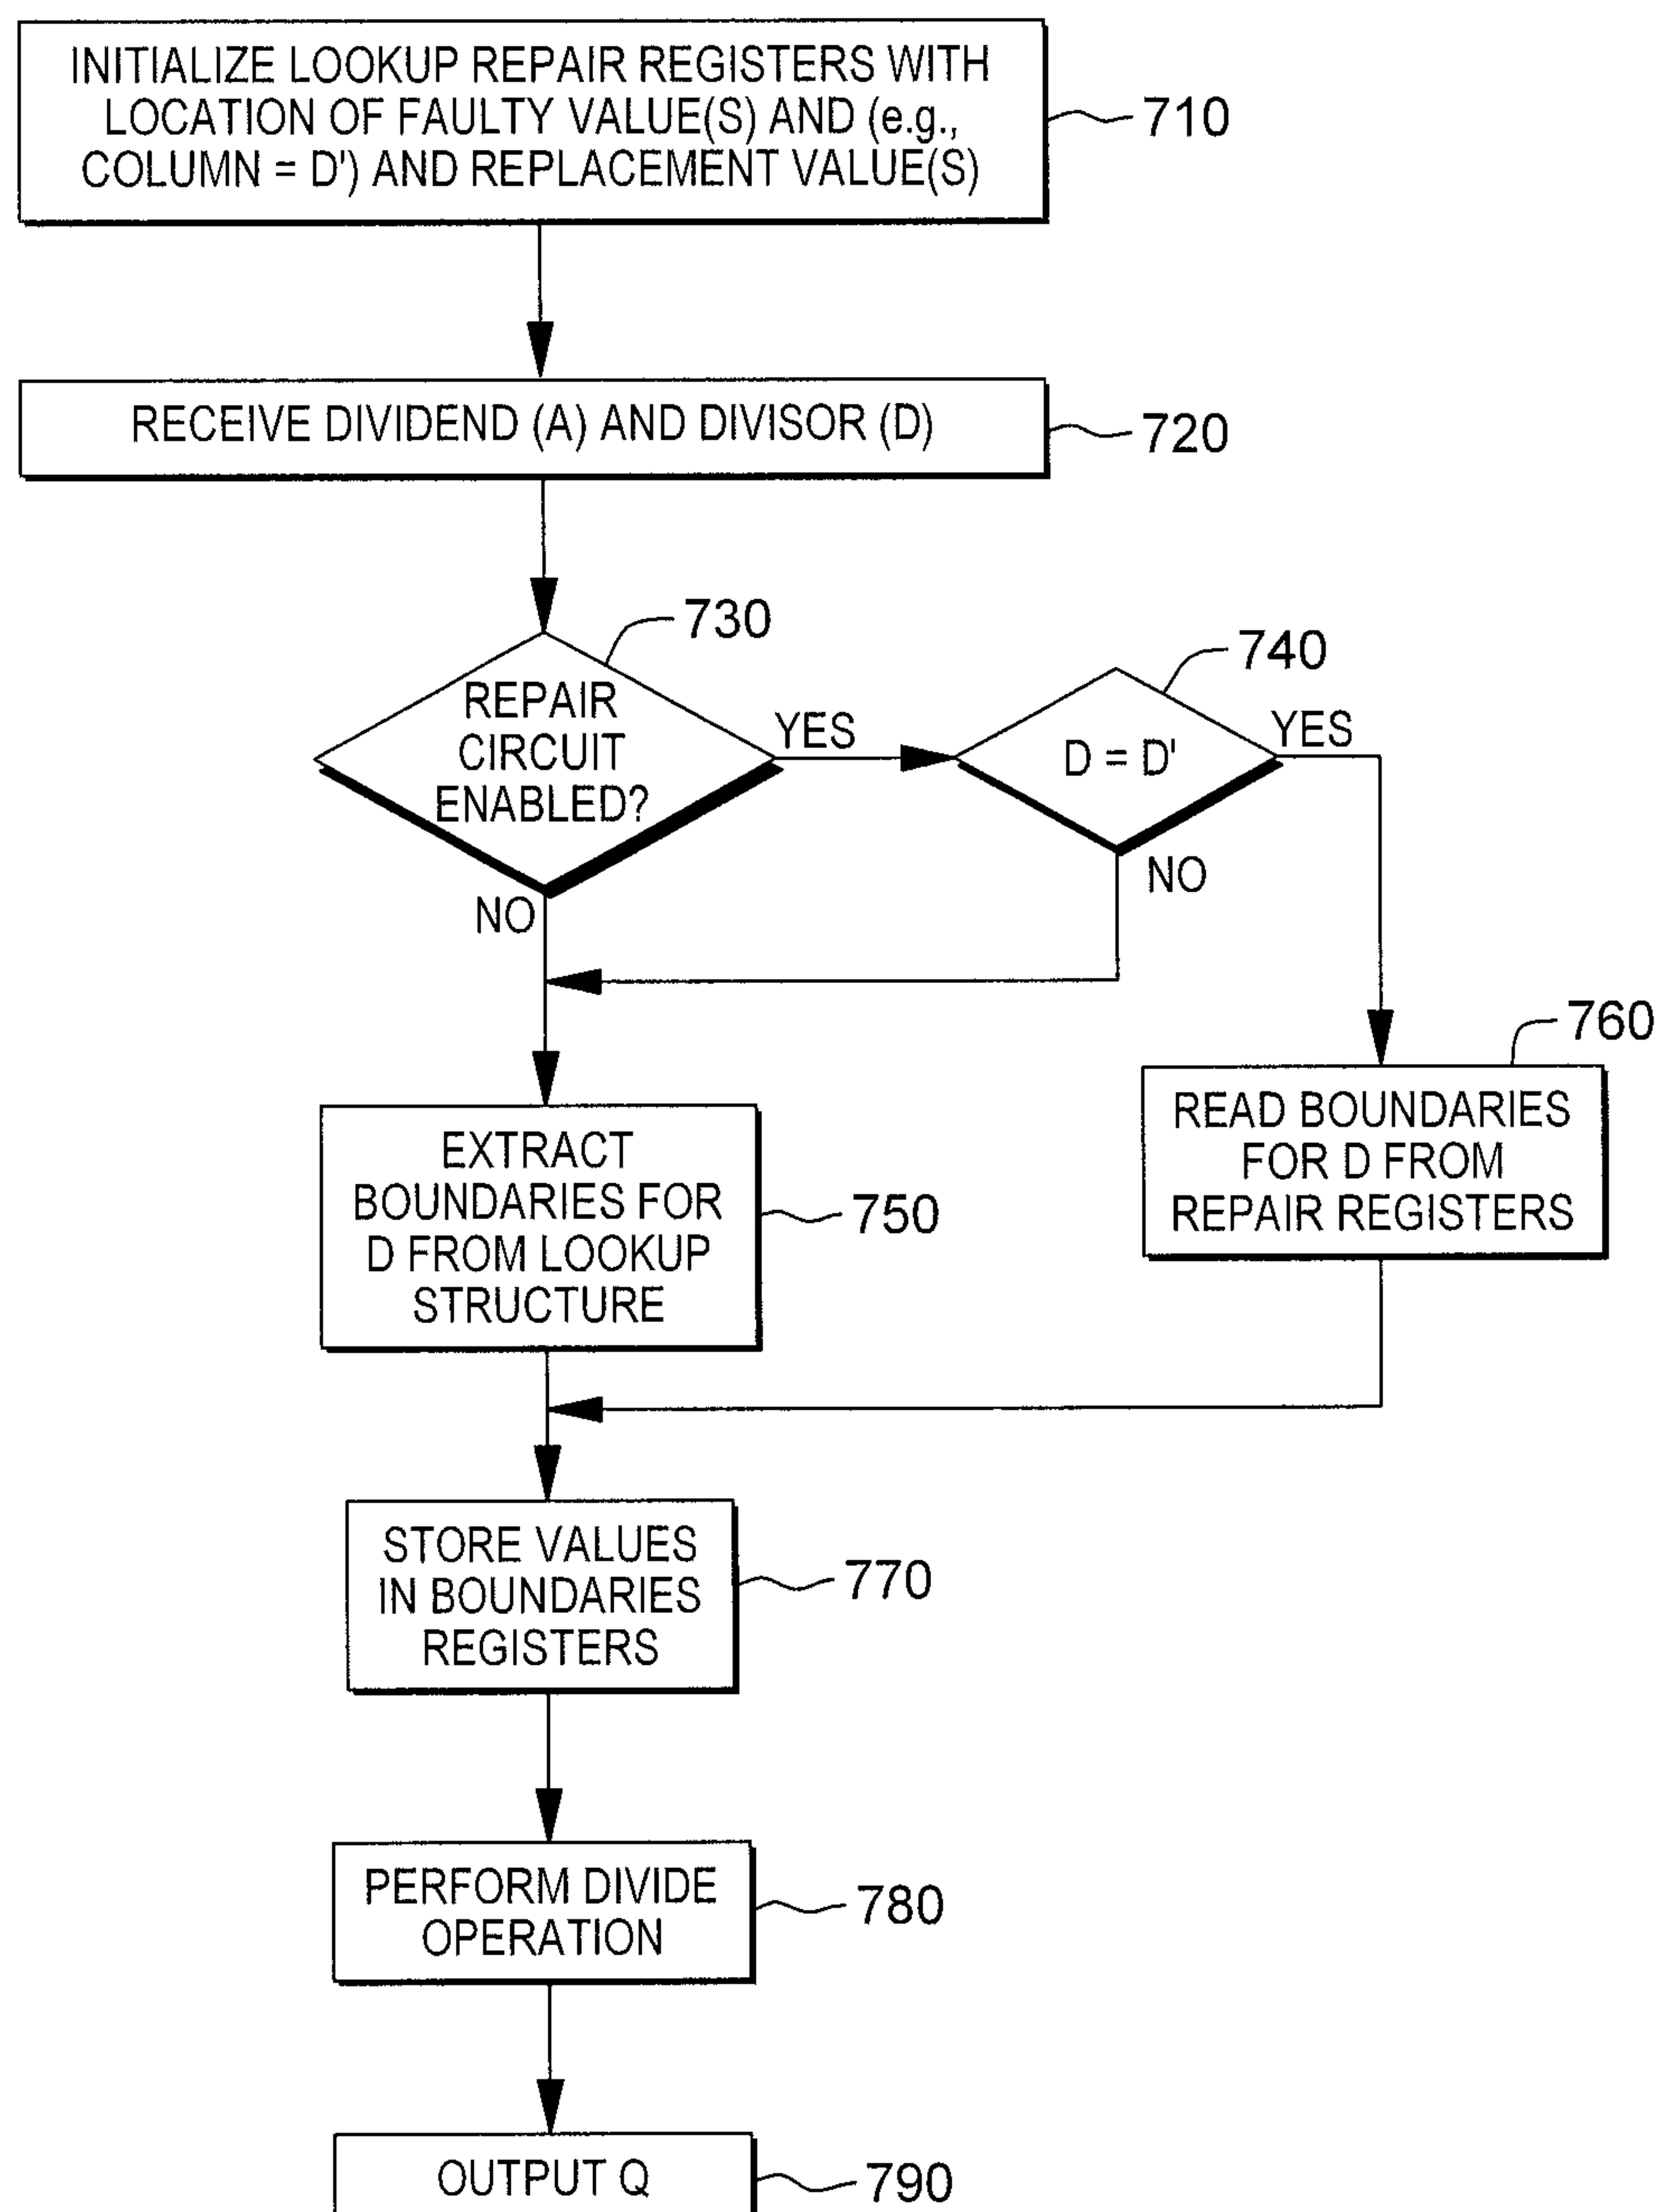 INITIALIZE LOOKUP REPAIR REGISTERS WITH
LOCATION OF FAULTY VALUE(S) AND (e.g.,
COLUMN = D') AND REPLACEMENT VALUE(S)
710
RECEIVE DIVIDEND (A) AND DIVISOR (D)
720
730
REPAIR
CIRCUIT
ENABLED?
YES
NO
740
D = D'
YES
NO
760
READ BOUNDARIES
FOR D FROM
REPAIR REGISTERS
EXTRACT
BOUNDARIES FOR
D FROM LOOKUP
STRUCTURE
750
STORE VALUES
IN BOUNDARIES
REGISTERS
770
PERFORM DIVIDE
OPERATION
780
OUTPUT Q
790